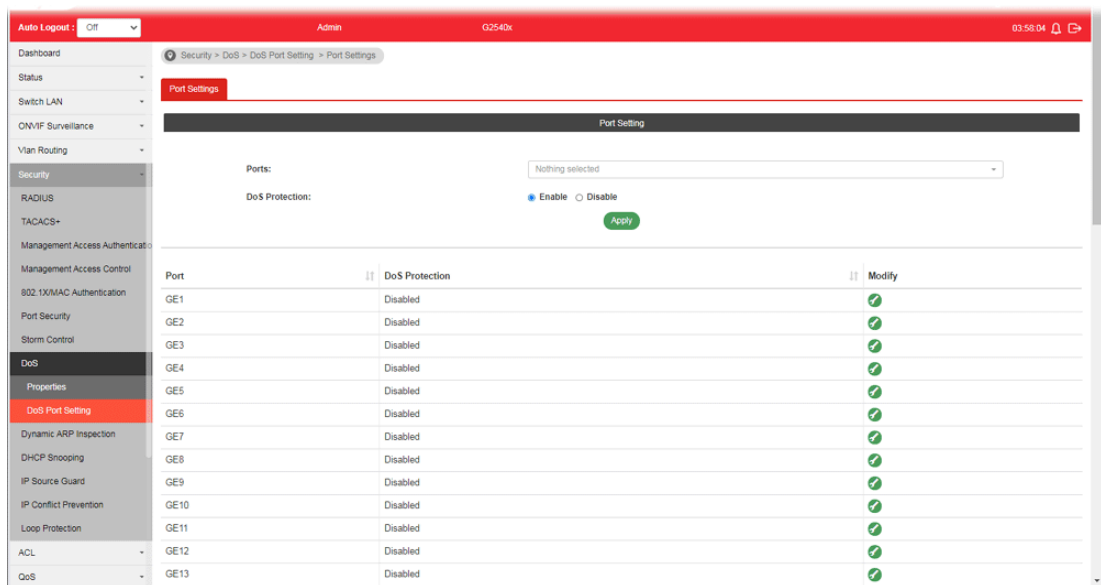 Auto Logout : Off Admin G2540x 03:58:04
Dashboard
Status
Switch LAN
ONVIF Surveillance
Vlan Routing
Security
RADIUS
TACACS+
Management Access Authenticatio
Management Access Control
802.1X/MAC Authentication
Port Security
Storm Control
DoS
Properties
DoS Port Setting
Dynamic ARP Inspection
DHCP Snooping
IP Source Guard
IP Conflict Prevention
Loop Protection
ACL
QoS
Security > DoS > DoS Port Setting > Port Settings
Port Settings
Port Setting
Ports: Nothing selected
DoS Protection: Enable Disable
Apply
Port DoS Protection Modify
GE1 Disabled
GE2 Disabled
GE3 Disabled
GE4 Disabled
GE5 Disabled
GE6 Disabled
GE7 Disabled
GE8 Disabled
GE9 Disabled
GE10 Disabled
GE11 Disabled
GE12 Disabled
GE13 Disabled